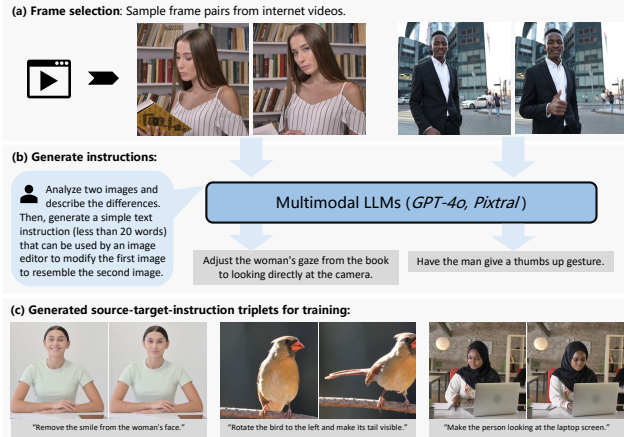 (a) Frame selection: Sample frame pairs from internet videos.
(b) Generate instructions:
Analyze two images and
describe the differences.
Then, generate a simple text
instruction (less than 20 words)
that can be used by an image
editor to modify the first image
to resemble the second image.
Multimodal LLMs (GPT-4o, Pixtral)
Adjust the woman's gaze from the book
to looking directly at the camera.
Have the man give a thumbs up gesture.
(c) Generated source-target-instruction triplets for training:
"Remove the smile from the woman's face."
"Rotate the bird to the left and make its tail visible."
"Make the person looking at the laptop screen."